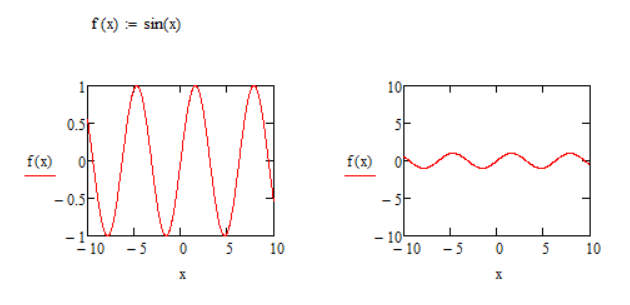 f(x) := sin(x)
1
0.5
f(x) 0
− 0.5
− 1
− 10 − 5 0 5 10
x
10
5
f(x) 0
− 5
− 10
− 10 − 5 0 5 10
x